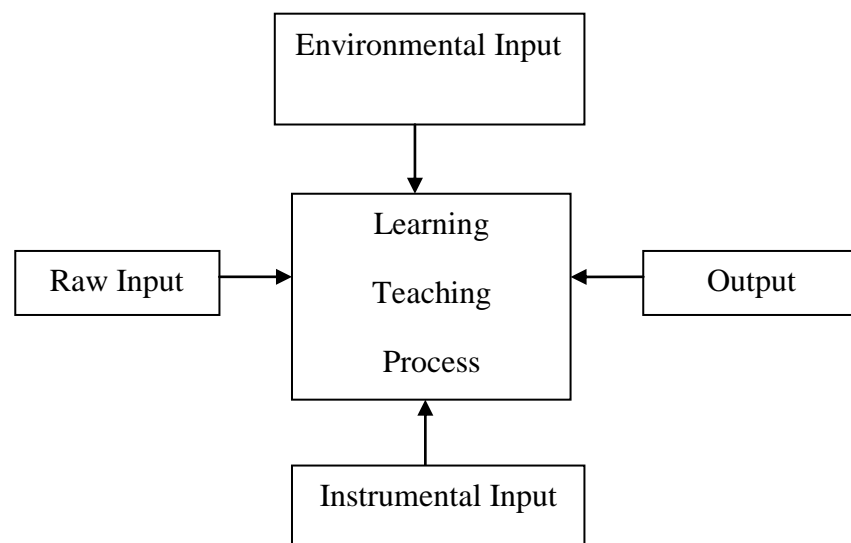 Environmental Input
Learning
Raw Input
Teaching
Output
Process
Instrumental Input